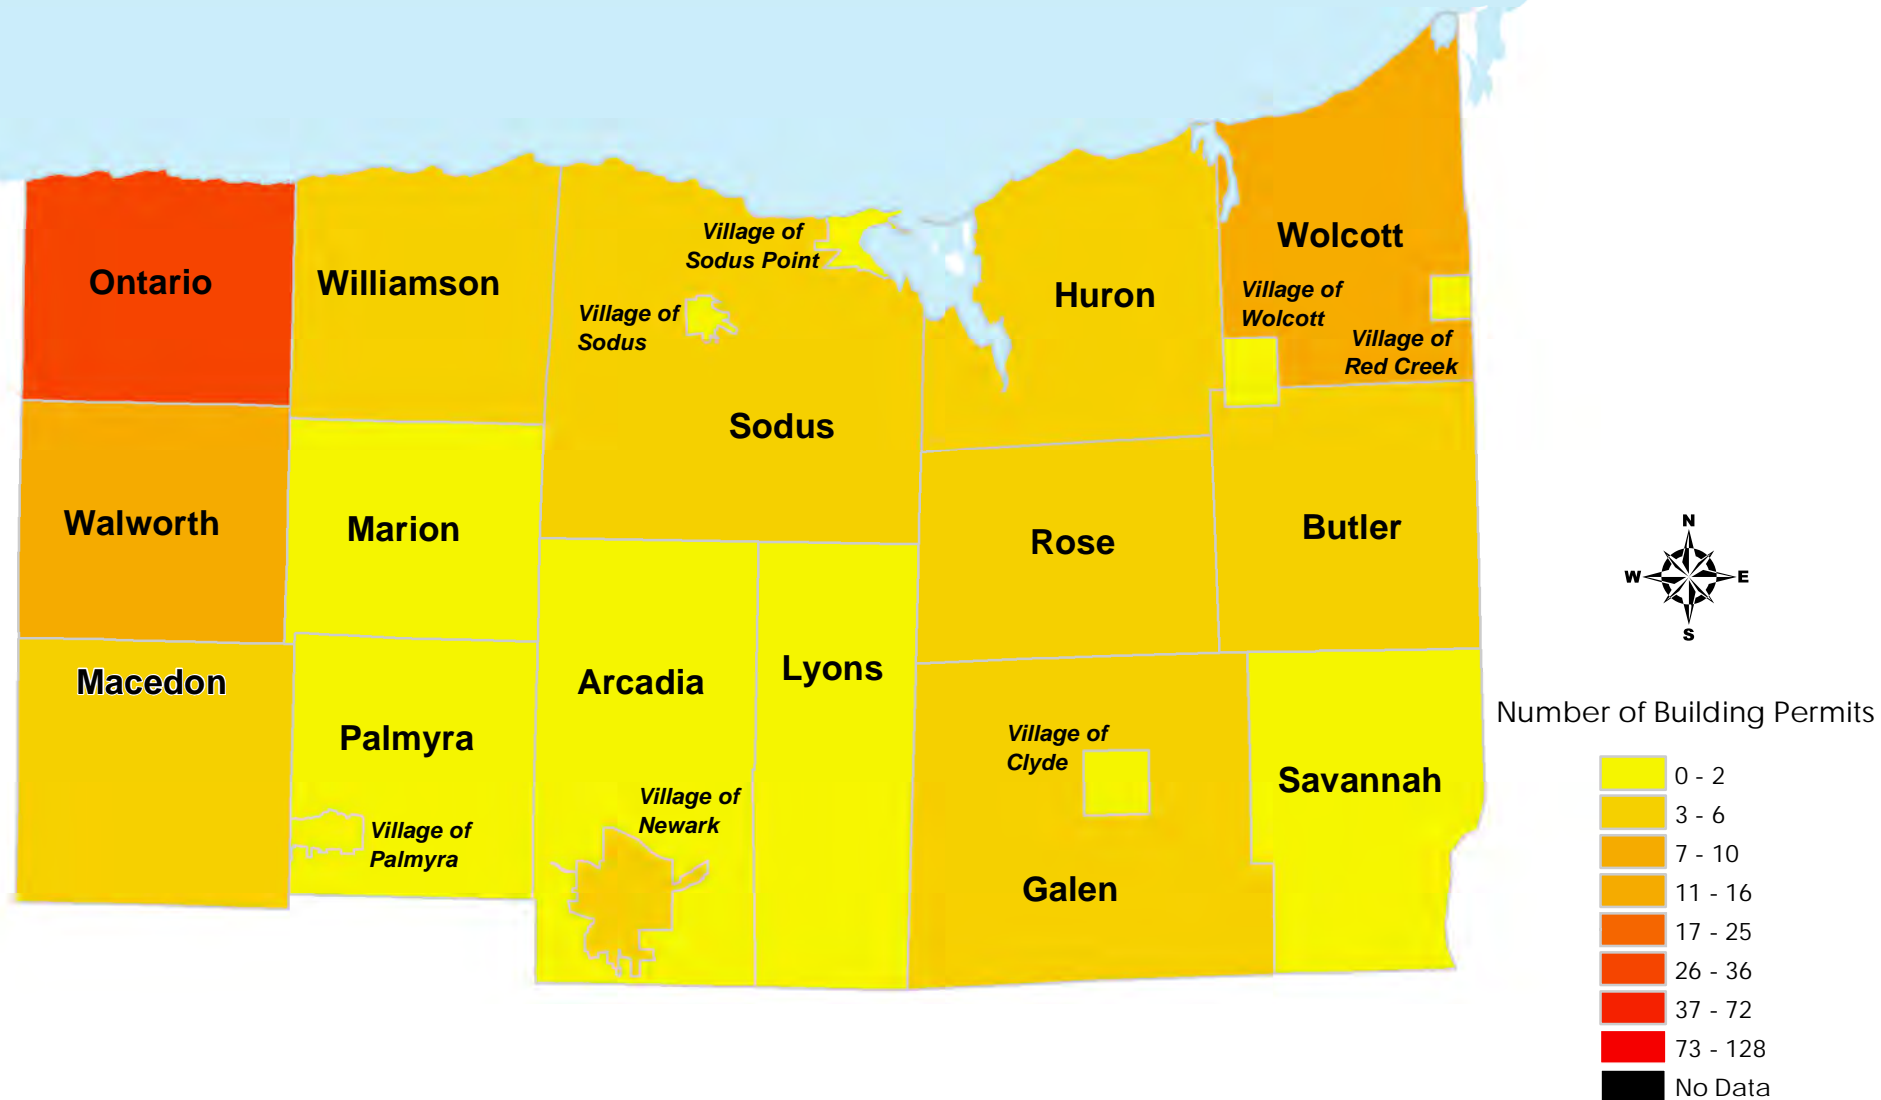 Village of
Sodus Point
Wolcott
Ontario
Williamson
Huron
Village of
Wolcott
Village of
Sodus
Village of
Red Creek
Sodus
Walworth
Marion
Rose
Butler
N
W
E
S
Macedon
Arcadia
Lyons
Palmyra
Village of
Clyde
Savannah
Village of
Newark
Village of
Palmyra
Galen
Number of Building Permits
0 - 2
3 - 6
7 - 10
11 - 16
17 - 25
26 - 36
37 - 72
73 - 128
No Data